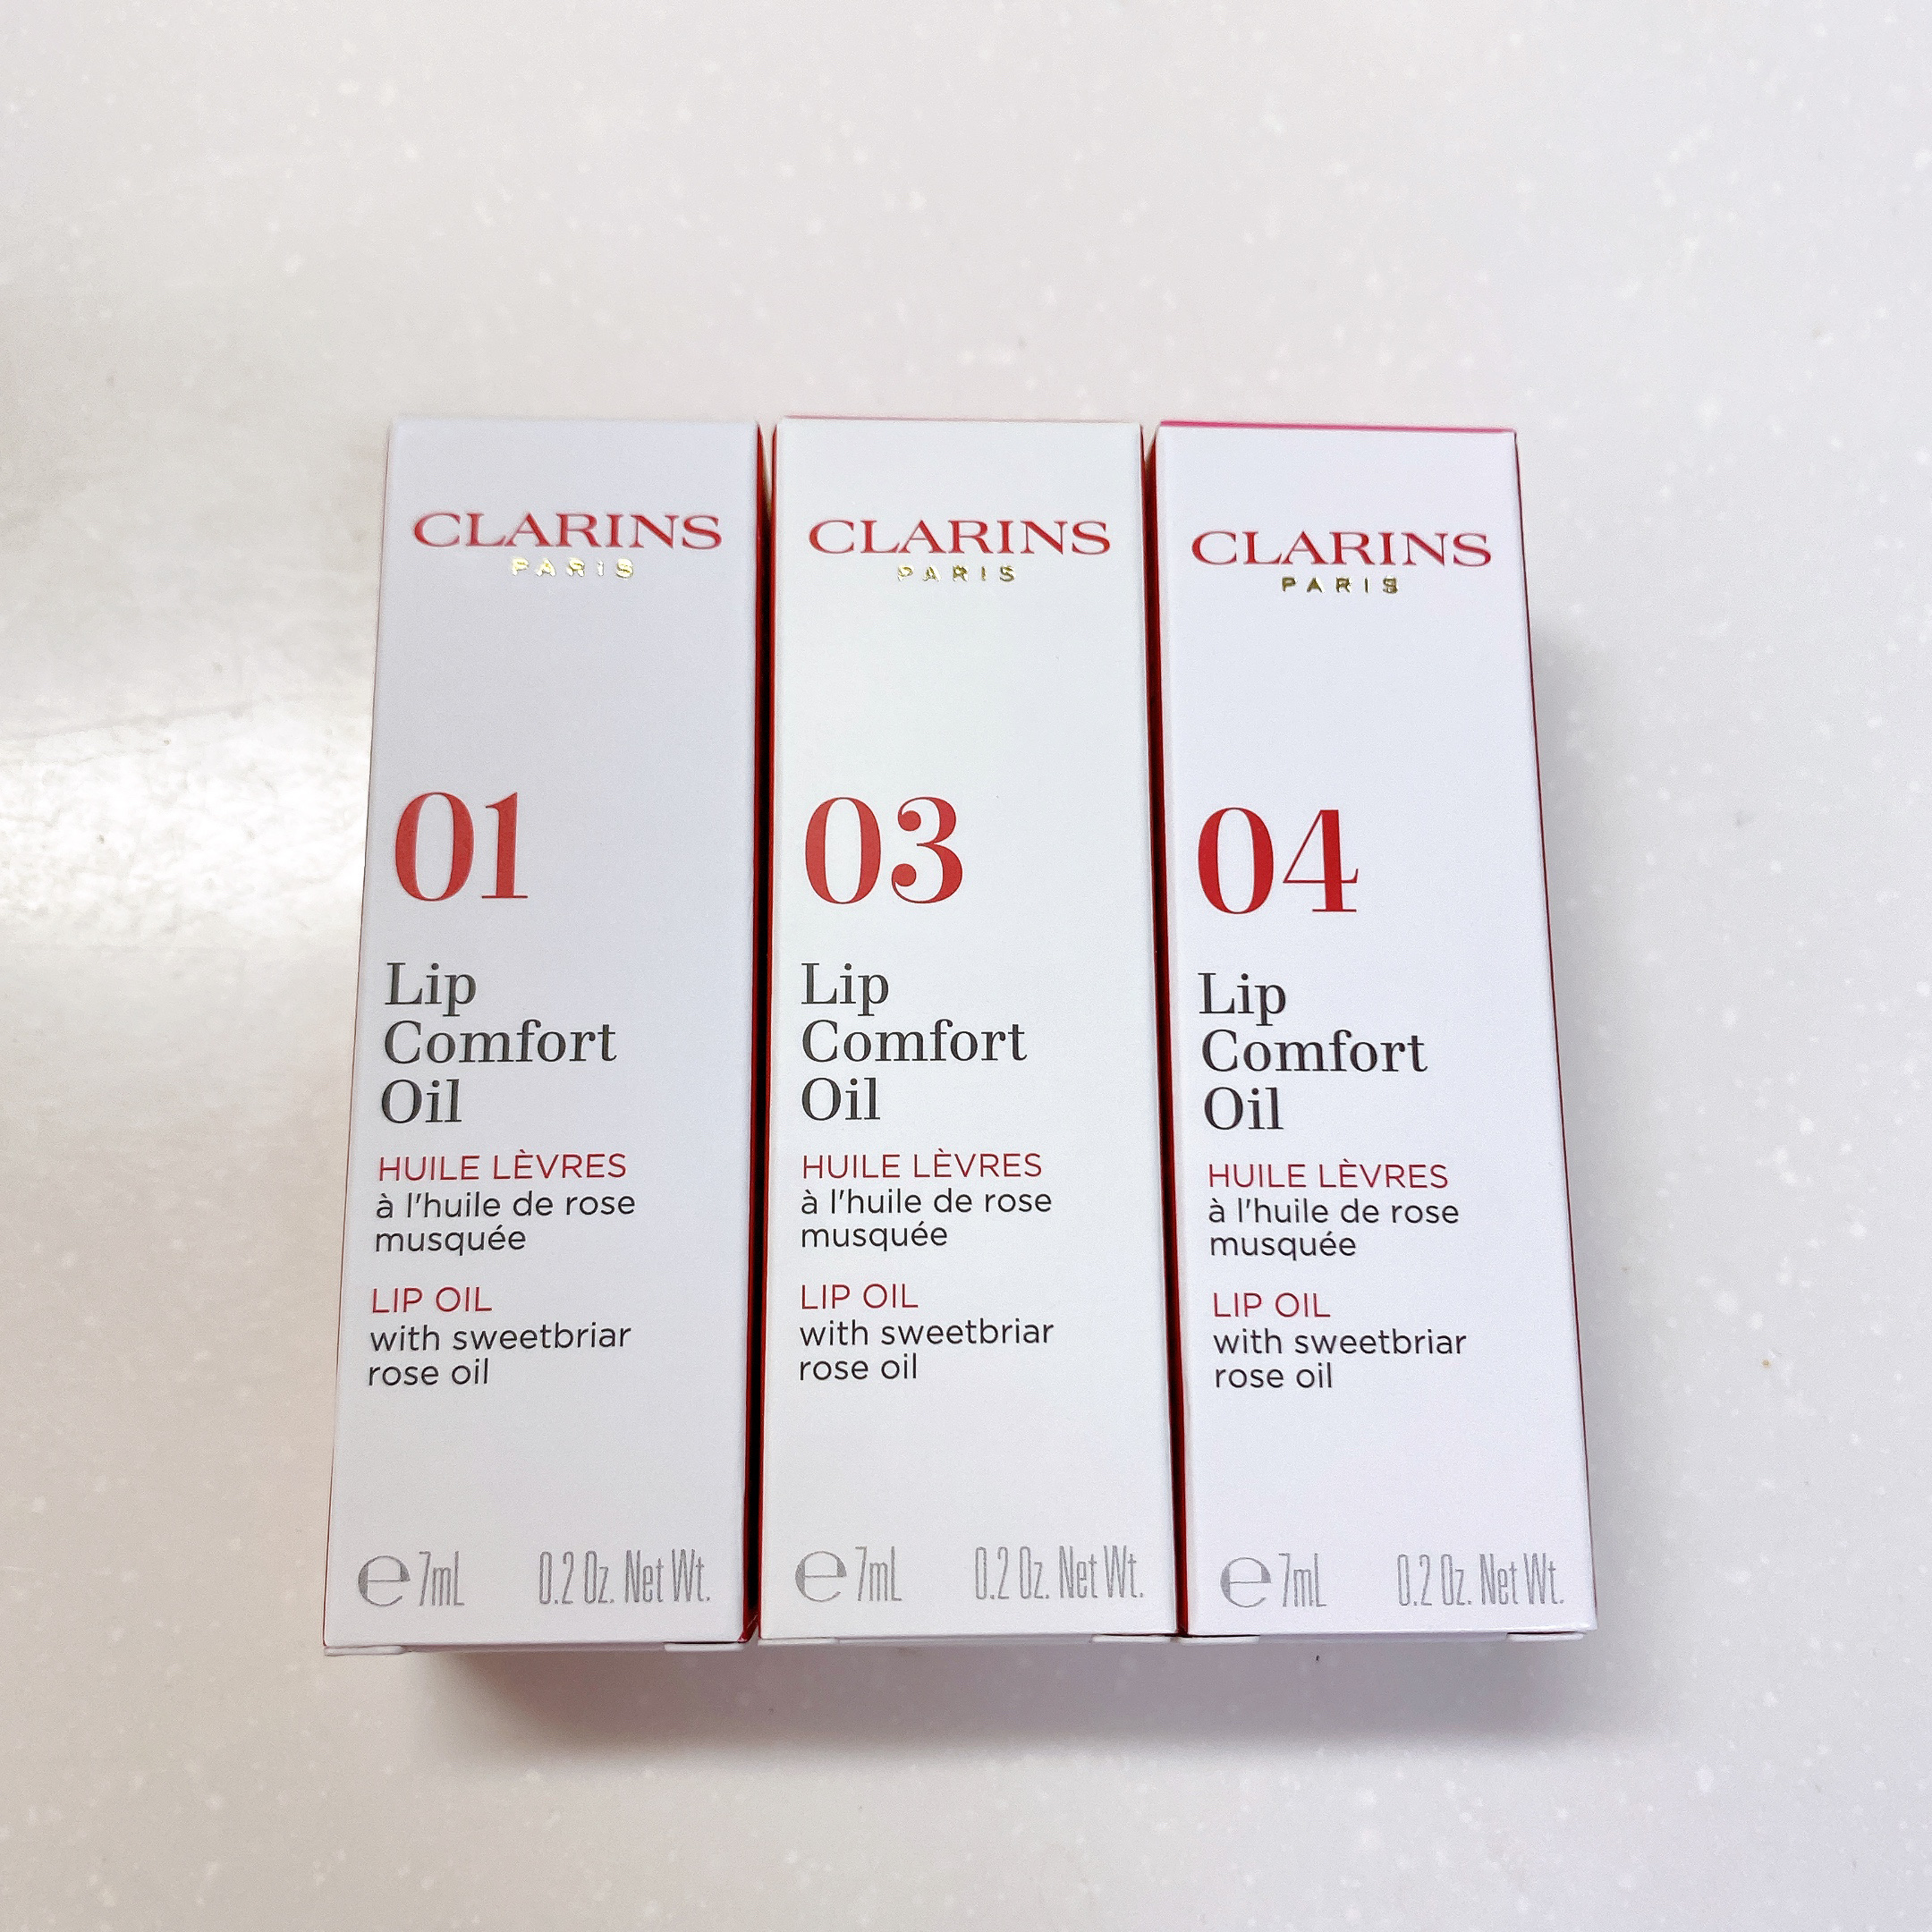 CLARINS
PARIS
01
Lip
Comfort
Oil
HUILE LÈVRES
à l'huile de rose
musquée
LIP OIL
with sweetbriar
rose oil
e 7mL 0.2 Oz. Net Wt.
CLARINS
PARIS
03
Lip
Comfort
Oil
HUILE LÈVRES
à l'huile de rose
musquée
LIP OIL
with sweetbriar
rose oil
e 7mL 0.2 Oz. Net Wt.
CLARINS
PARIS
04
Lip
Comfort
Oil
HUILE LÈVRES
à l'huile de rose
musquée
LIP OIL
with sweetbriar
rose oil
e 7mL 0.2 Oz. Net Wt.